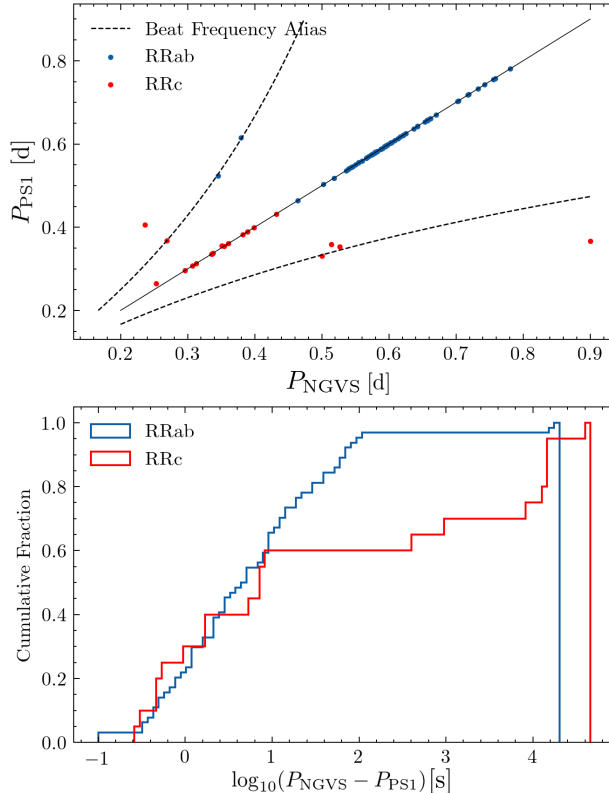 0.8
0.6
0.4
0.2
P_PS1 [d]
Beat Frequency Alias
RRab
RRc
0.2 0.3 0.4 0.5 0.6 0.7 0.8 0.9
P_NGVS [d]
1.0
0.8
0.6
0.4
0.2
0.0
Cumulative Fraction
RRab
RRc
−1 0 1 2 3 4
log₁₀(P_NGVS − P_PS1) [s]